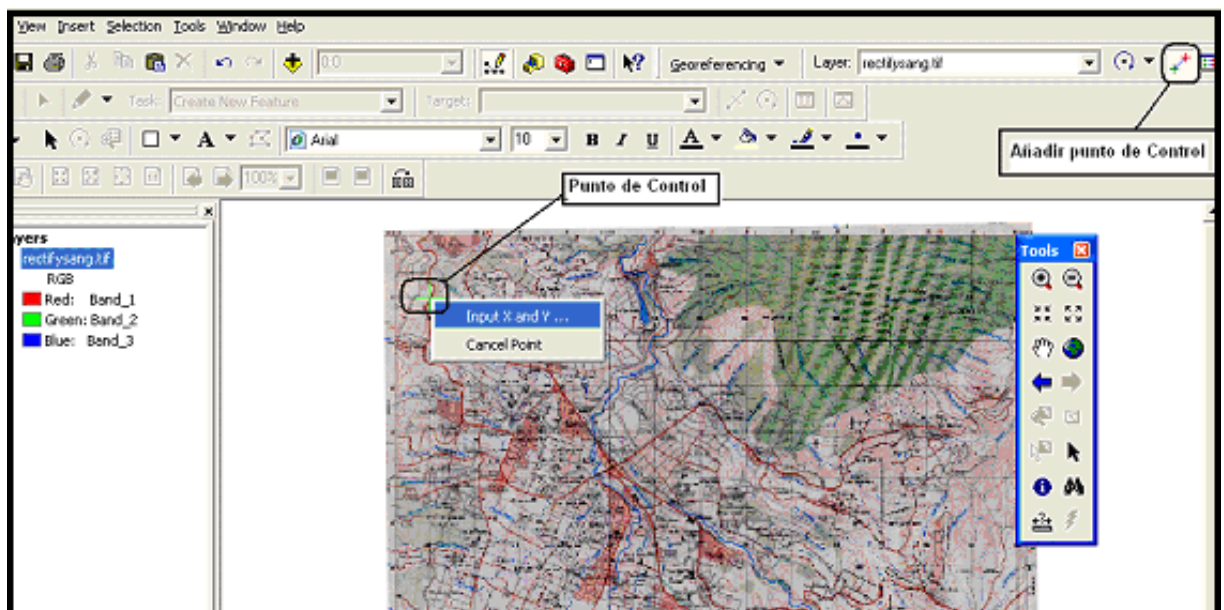 View Insert Selection Tools Window Help
0.0
Georeferencing
Layer: rectifysang.tif
Task: Create New Feature
Target:
A
Arial
10
B I U A
100%
Añadir punto de Control
Punto de Control
yers
rectifysang.tif
RGB
Red: Band_1
Green: Band_2
Blue: Band_3
Input X and Y ...
Cancel Point
Tools